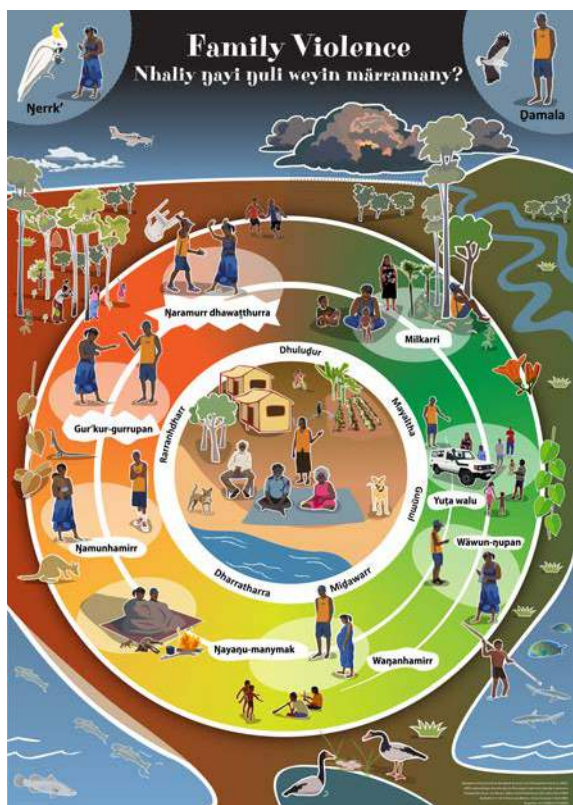 Family Violence
Nhaliy ŋayi ŋuli weyin märramany?
Ŋerrk'
Ḏamala
Ŋaramurr dhawaṯthurra
Milkarri
Dhuluḏur
Gur'kur-gurrupan
Rarranhdharr
Mayaltha
Yuṯa walu
Guṉmul
Ŋamunhamirr
Wäwun-ŋupan
Dharratharra
Miḏawarr
Ŋayaŋu-manymak
Waŋanhamirr